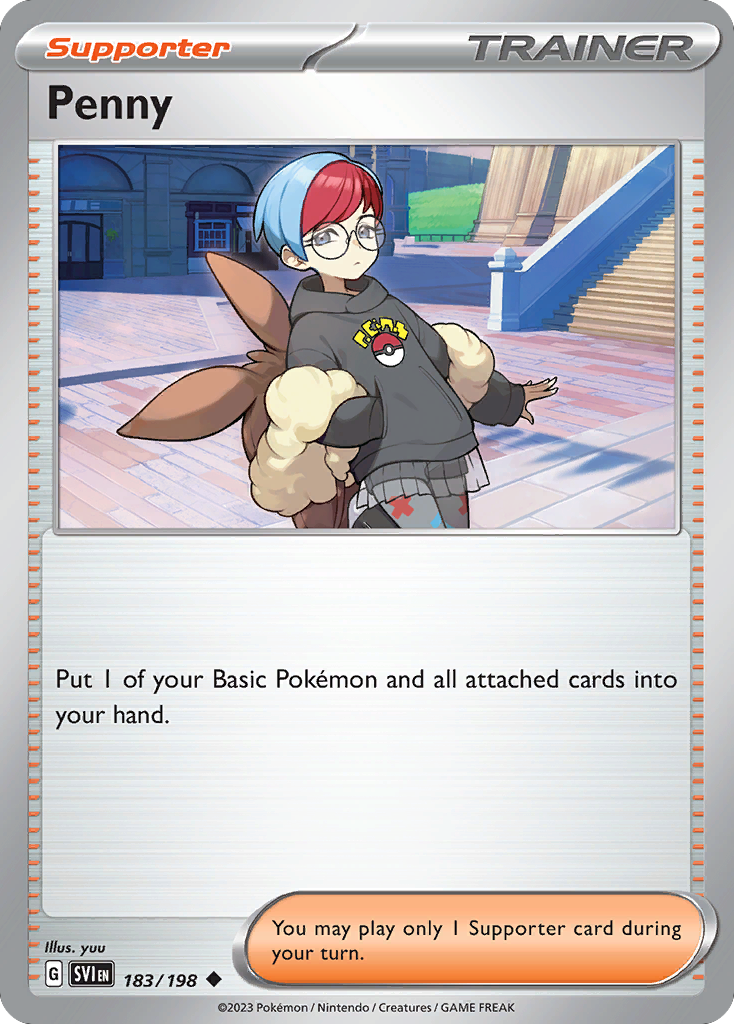 Supporter
TRAINER
Penny
Put 1 of your Basic Pokémon and all attached cards into
your hand.
You may play only 1 Supporter card during
your turn.
Illus. yuu
G SVI EN 183/198
©2023 Pokémon / Nintendo / Creatures / GAME FREAK